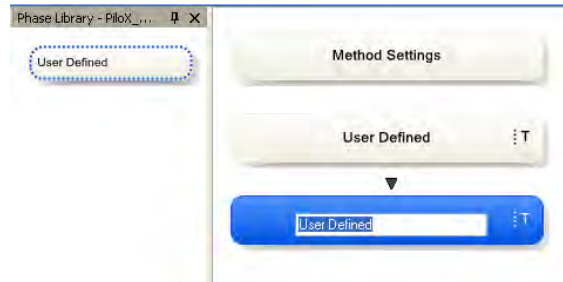 Phase Library - PiloX_...
User Defined
Method Settings
User Defined
T
User Defined
T